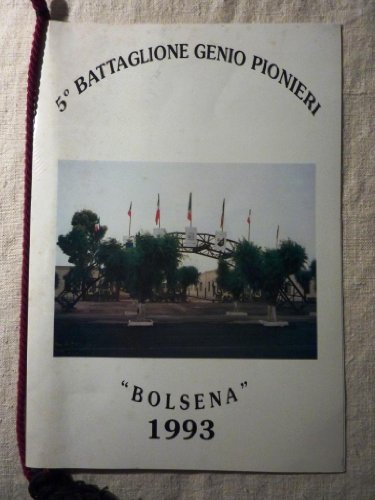 5° BATTAGLIONE GENIO PIONIERI
"BOLSENA"
1993